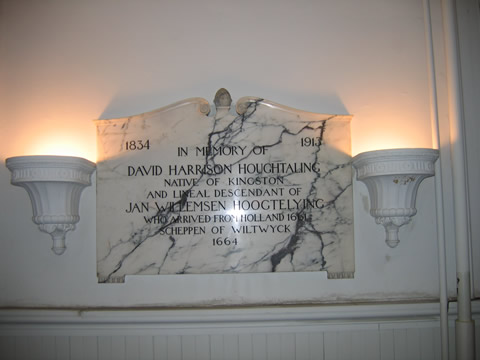 1834 1913
IN MEMORY OF
DAVID HARRISON HOUGHTALING
NATIVE OF KINGSTON
AND LINEAL DESCENDANT OF
JAN WILLEMSEN HOOGTELYING
WHO ARRIVED FROM HOLLAND 1661
SCHEPPEN OF WILTWYCK
1664